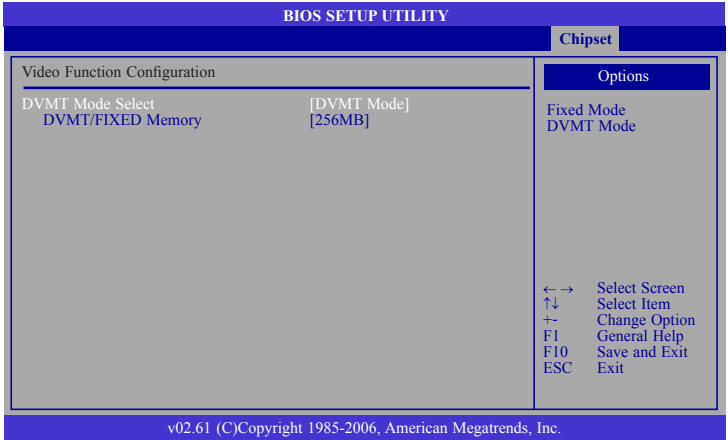 BIOS SETUP UTILITY
Chipset
Video Function Configuration
DVMT Mode Select [DVMT Mode]
DVMT/FIXED Memory [256MB]
Options
Fixed Mode
DVMT Mode
←→ Select Screen
↑↓ Select Item
+- Change Option
F1 General Help
F10 Save and Exit
ESC Exit
v02.61 (C)Copyright 1985-2006, American Megatrends, Inc.